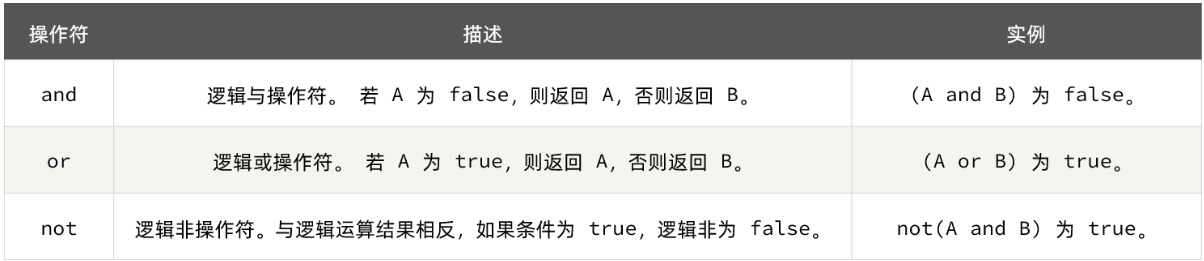 操作符 描述 实例
and 逻辑与操作符。 若 A 为 false，则返回 A，否则返回 B。 (A and B) 为 false。
or 逻辑或操作符。 若 A 为 true，则返回 A，否则返回 B。 (A or B) 为 true。
not 逻辑非操作符。与逻辑运算结果相反，如果条件为 true，逻辑非为 false。 not(A and B) 为 true。